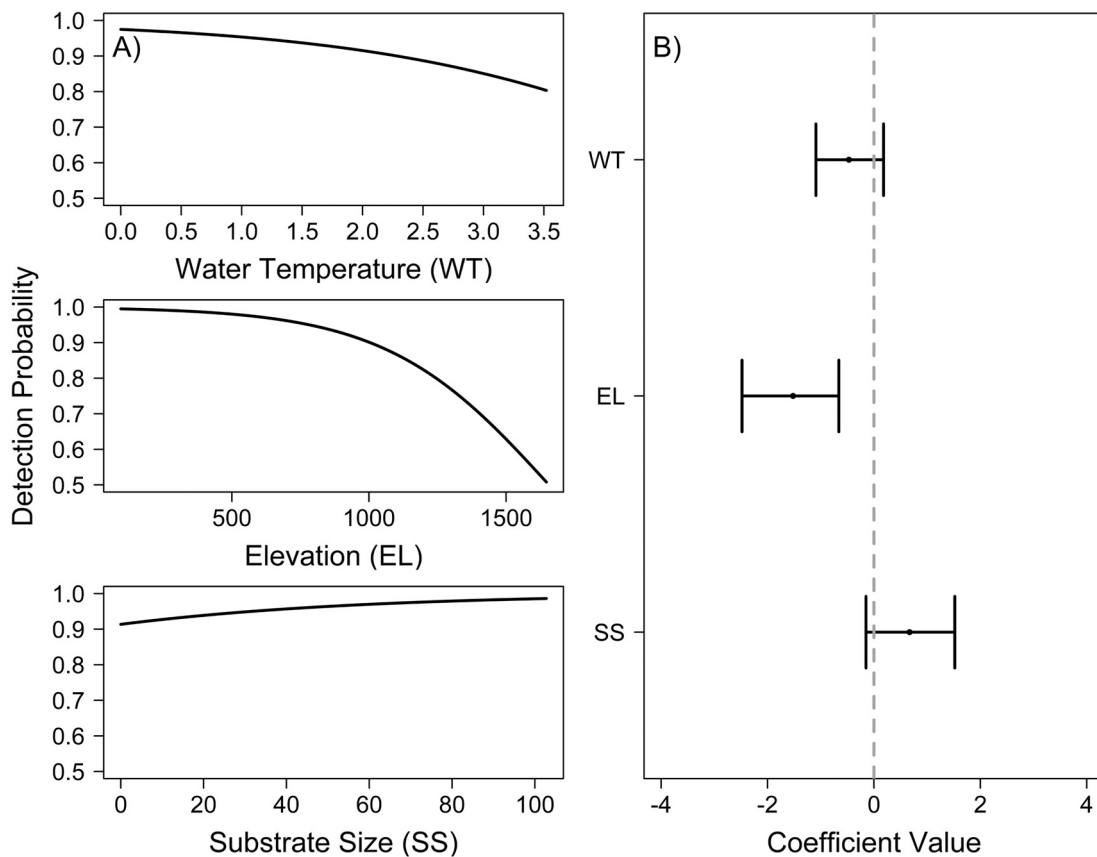 Detection Probability
A)
1.0
0.9
0.8
0.7
0.6
0.5
0.0 0.5 1.0 1.5 2.0 2.5 3.0 3.5
Water Temperature (WT)
1.0
0.9
0.8
0.7
0.6
0.5
500 1000 1500
Elevation (EL)
1.0
0.9
0.8
0.7
0.6
0.5
0 20 40 60 80 100
Substrate Size (SS)
B)
WT
EL
SS
-4 -2 0 2 4
Coefficient Value